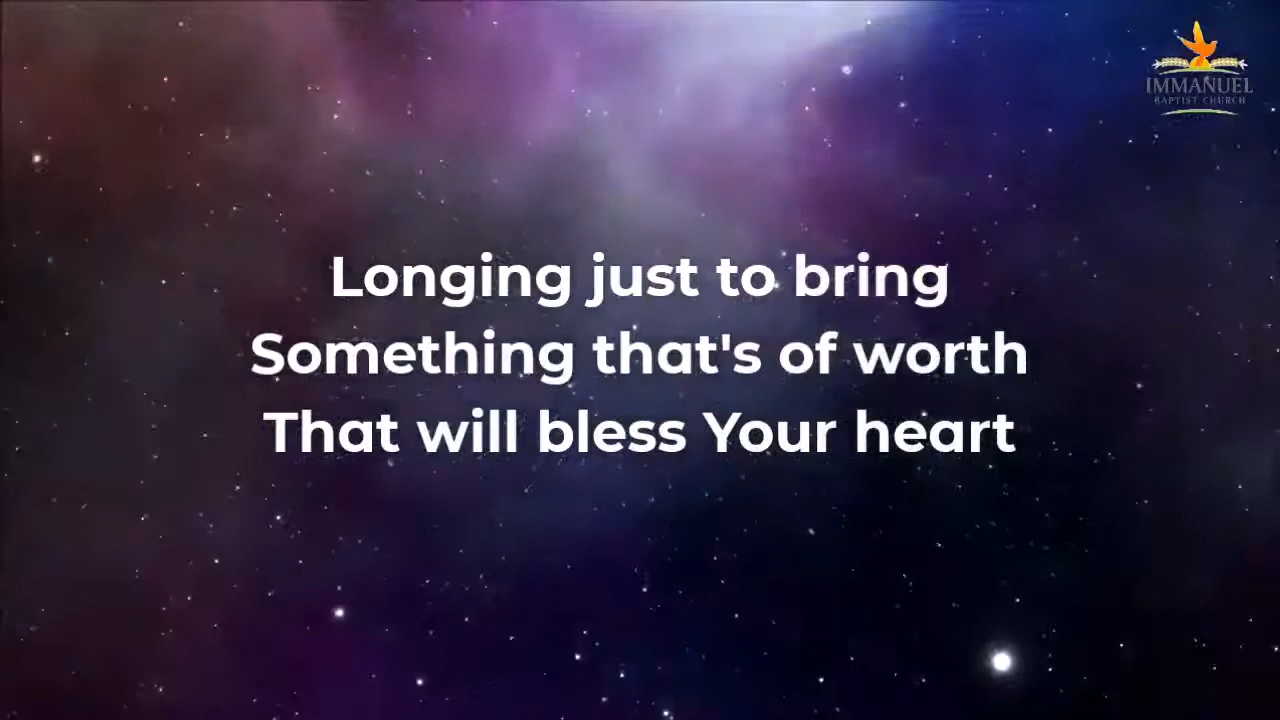 IMMANUEL
BAPTIST CHURCH
Longing just to bring
Something that's of worth
That will bless Your heart